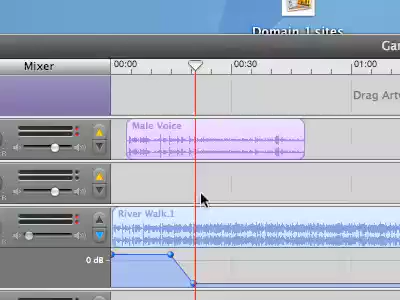 Domain 1 sites
Gar
Mixer
00:00
00:30
01:00
Drag Artw
Male Voice
River Walk.1
0 dB